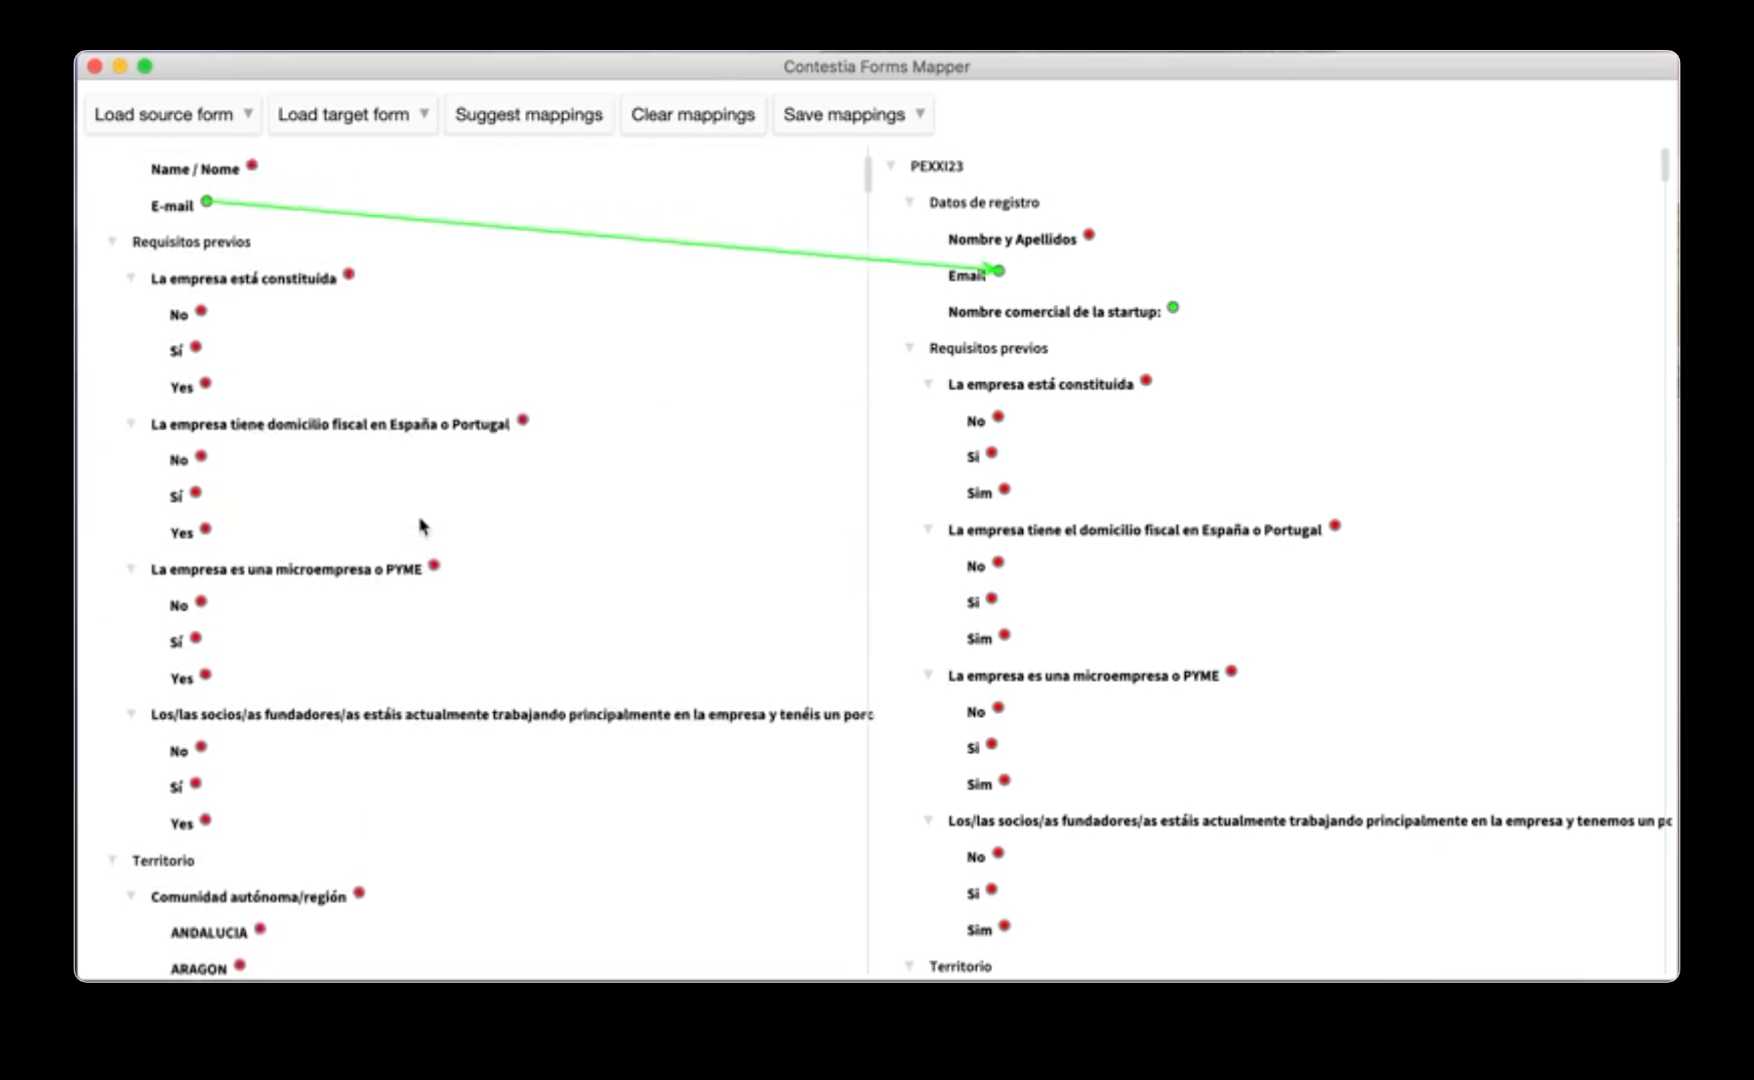 Contestia Forms Mapper
Load source form
Load target form
Suggest mappings
Clear mappings
Save mappings
Name / Nome
E-mail
Requisitos previos
La empresa está constituida
No
Sí
Yes
La empresa tiene domicilio fiscal en España o Portugal
No
Sí
Yes
La empresa es una microempresa o PYME
No
Sí
Yes
Los/las socios/as fundadores/as estáis actualmente trabajando principalmente en la empresa y tenéis un porc
No
Sí
Yes
Territorio
Comunidad autónoma/región
ANDALUCIA
ARAGON
PEXXI23
Datos de registro
Nombre y Apellidos
Email
Nombre comercial de la startup:
Requisitos previos
La empresa está constituida
No
Si
Sim
La empresa tiene el domicilio fiscal en España o Portugal
No
Si
Sim
La empresa es una microempresa o PYME
No
Si
Sim
Los/las socios/as fundadores/as estáis actualmente trabajando principalmente en la empresa y tenemos un pc
No
Si
Sim
Territorio